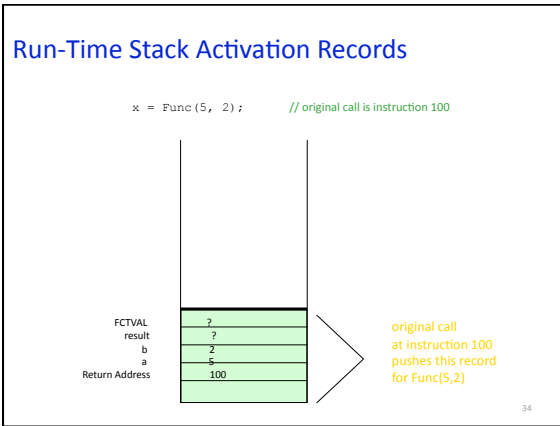 Run-Time Stack Activation Records
x = Func(5, 2); // original call is instruction 100
FCTVAL ?
result ?
b 2
a 5
Return Address 100
original call
at instruction 100
pushes this record
for Func(5,2)
34